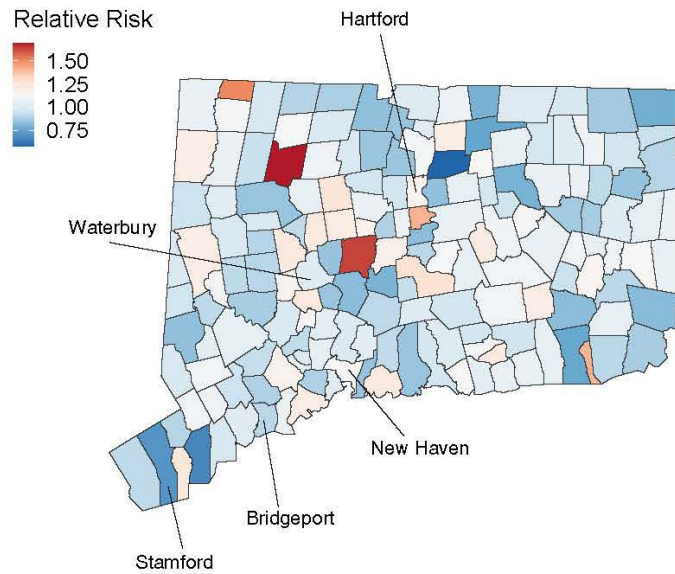 Relative Risk
1.50
1.25
1.00
0.75
Hartford
Waterbury
New Haven
Bridgeport
Stamford